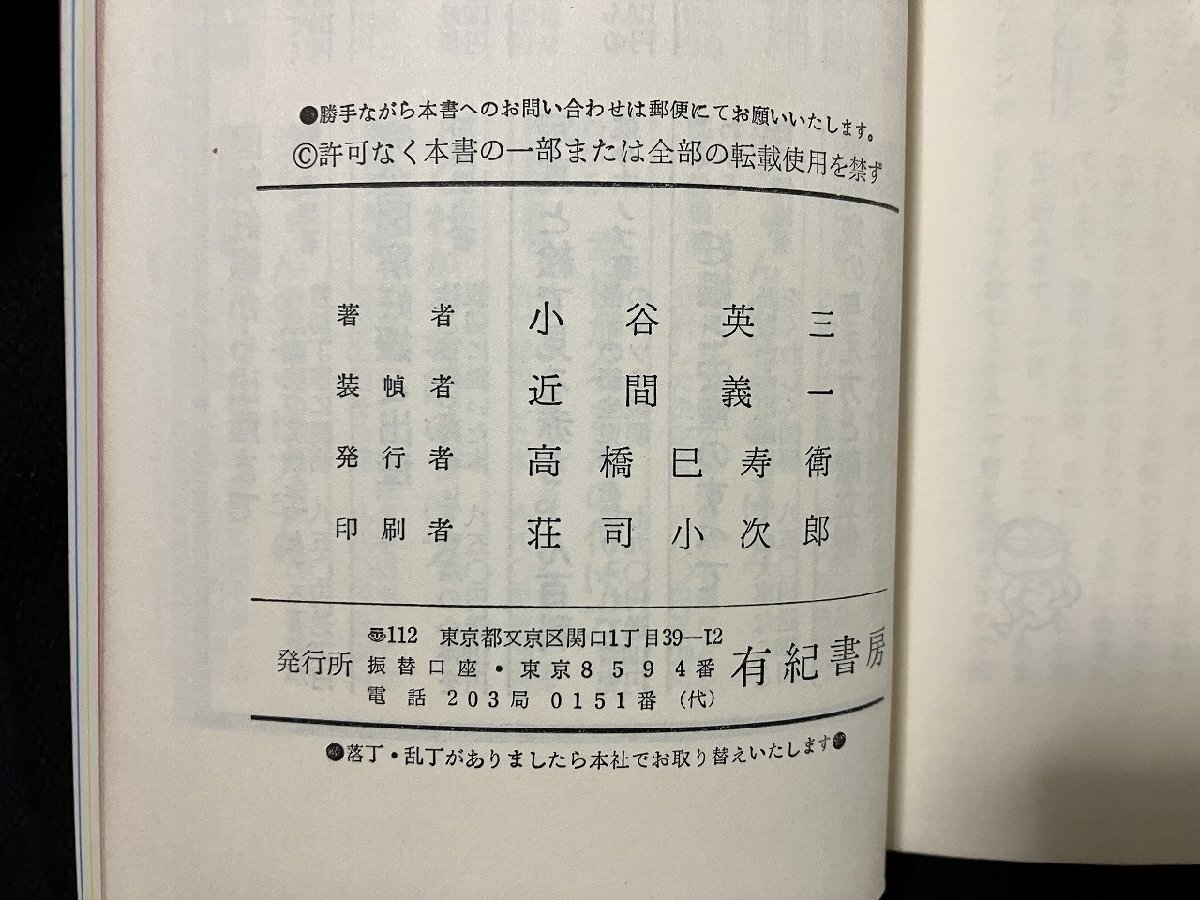 ●勝手ながら本書へのお問い合わせは郵便にてお願いいたします。
©許可なく本書の一部または全部の転載使用を禁ず
著者 小谷英三
装幀者 近間義一
発行者 高橋巳寿衛
印刷者 荘司小次郎
〠112 東京都文京区関口1丁目39―12
発行所 振替口座・東京8594番 有紀書房
電話 203局 0151番 (代)
●落丁・乱丁がありましたら本社でお取り替えいたします●